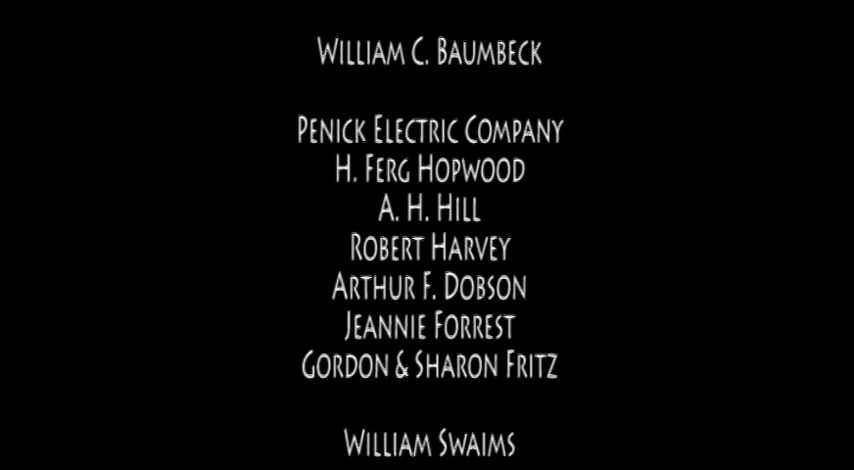 William C. Baumbeck
Penick Electric Company
H. Ferg Hopwood
A. H. Hill
Robert Harvey
Arthur F. Dobson
Jeannie Forrest
Gordon & Sharon Fritz
William Swaims